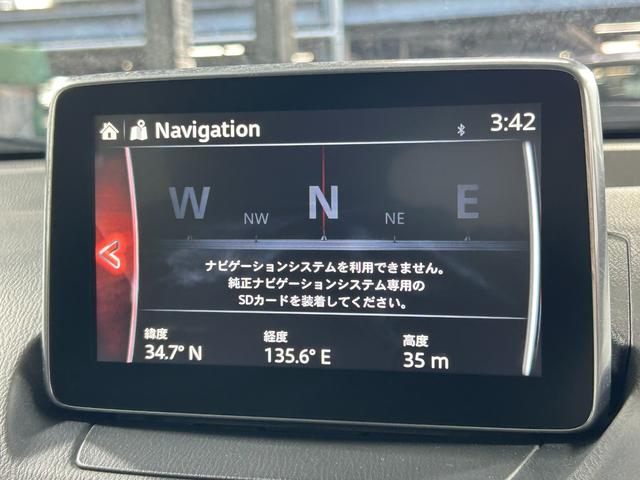 Navigation
3:42
W NW N NE E
ナビゲーションシステムを利用できません。
純正ナビゲーションシステム専用の
SDカードを装着してください。
緯度 経度 高度
34.7° N 135.6° E 35 m